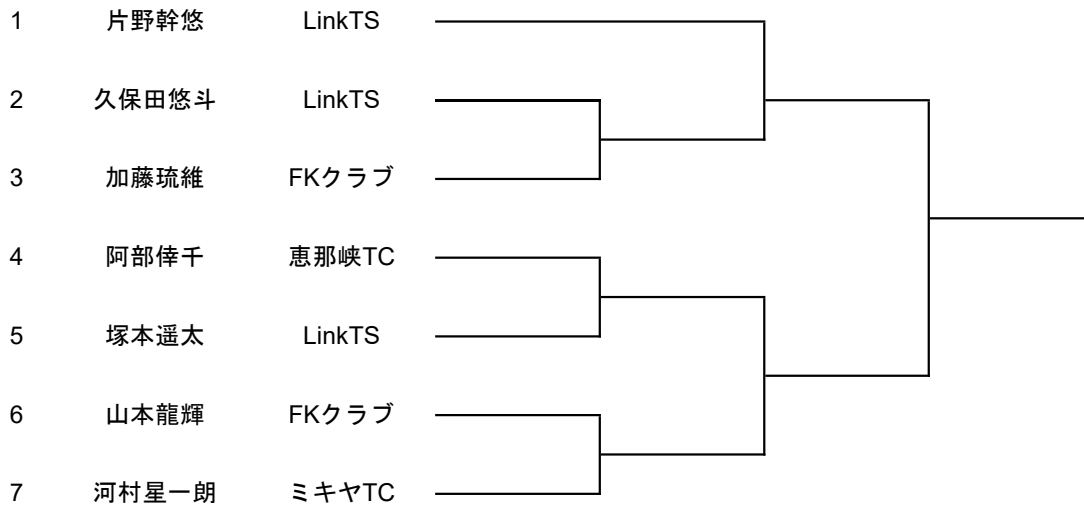 1 片野幹悠 LinkTS
2 久保田悠斗 LinkTS
3 加藤琉維 FKクラブ
4 阿部倖千 恵那峡TC
5 塚本遥太 LinkTS
6 山本龍輝 FKクラブ
7 河村星一朗 ミキヤTC